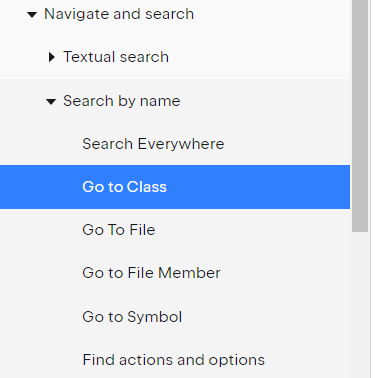 Navigate and search
Textual search
Search by name
Search Everywhere
Go to Class
Go To File
Go to File Member
Go to Symbol
Find actions and options